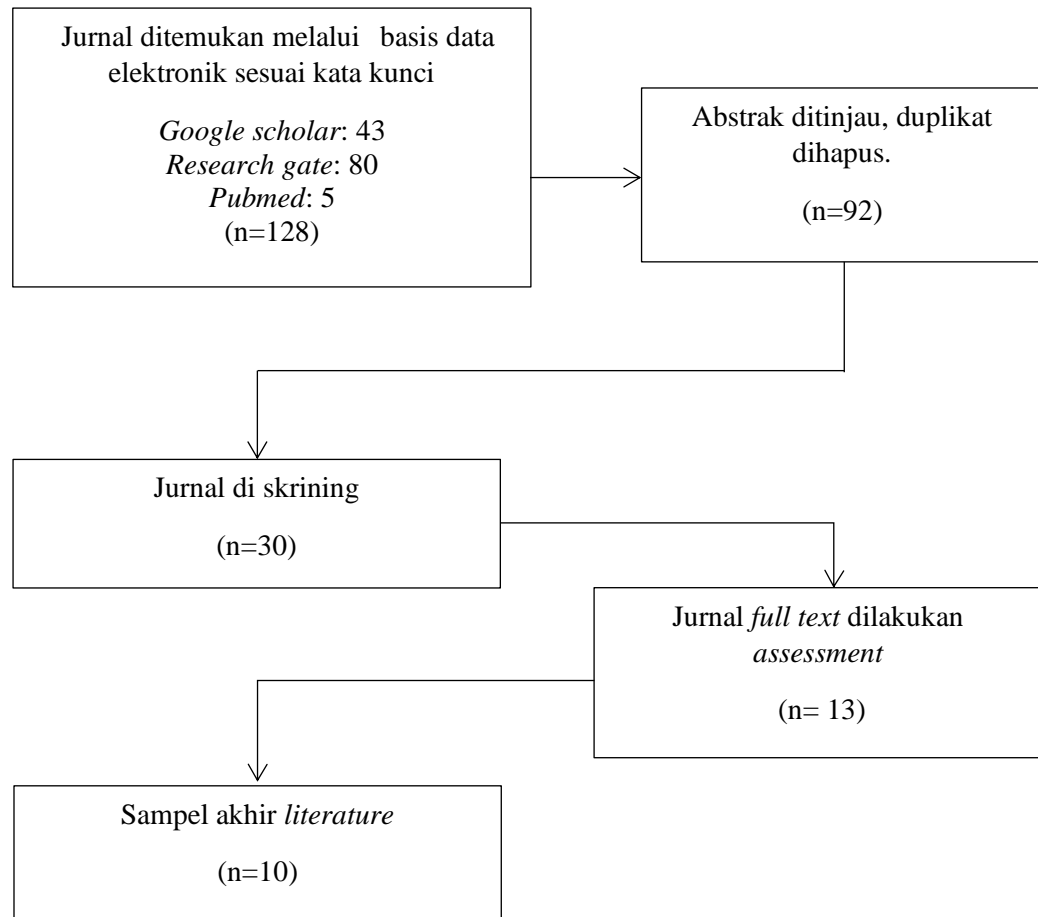 Jurnal ditemukan melalui basis data
elektronik sesuai kata kunci
Google scholar: 43
Research gate: 80
Pubmed: 5
(n=128)
Abstrak ditinjau, duplikat
dihapus.
(n=92)
Jurnal di skrining
(n=30)
Jurnal full text dilakukan
assessment
(n= 13)
Sampel akhir literature
(n=10)